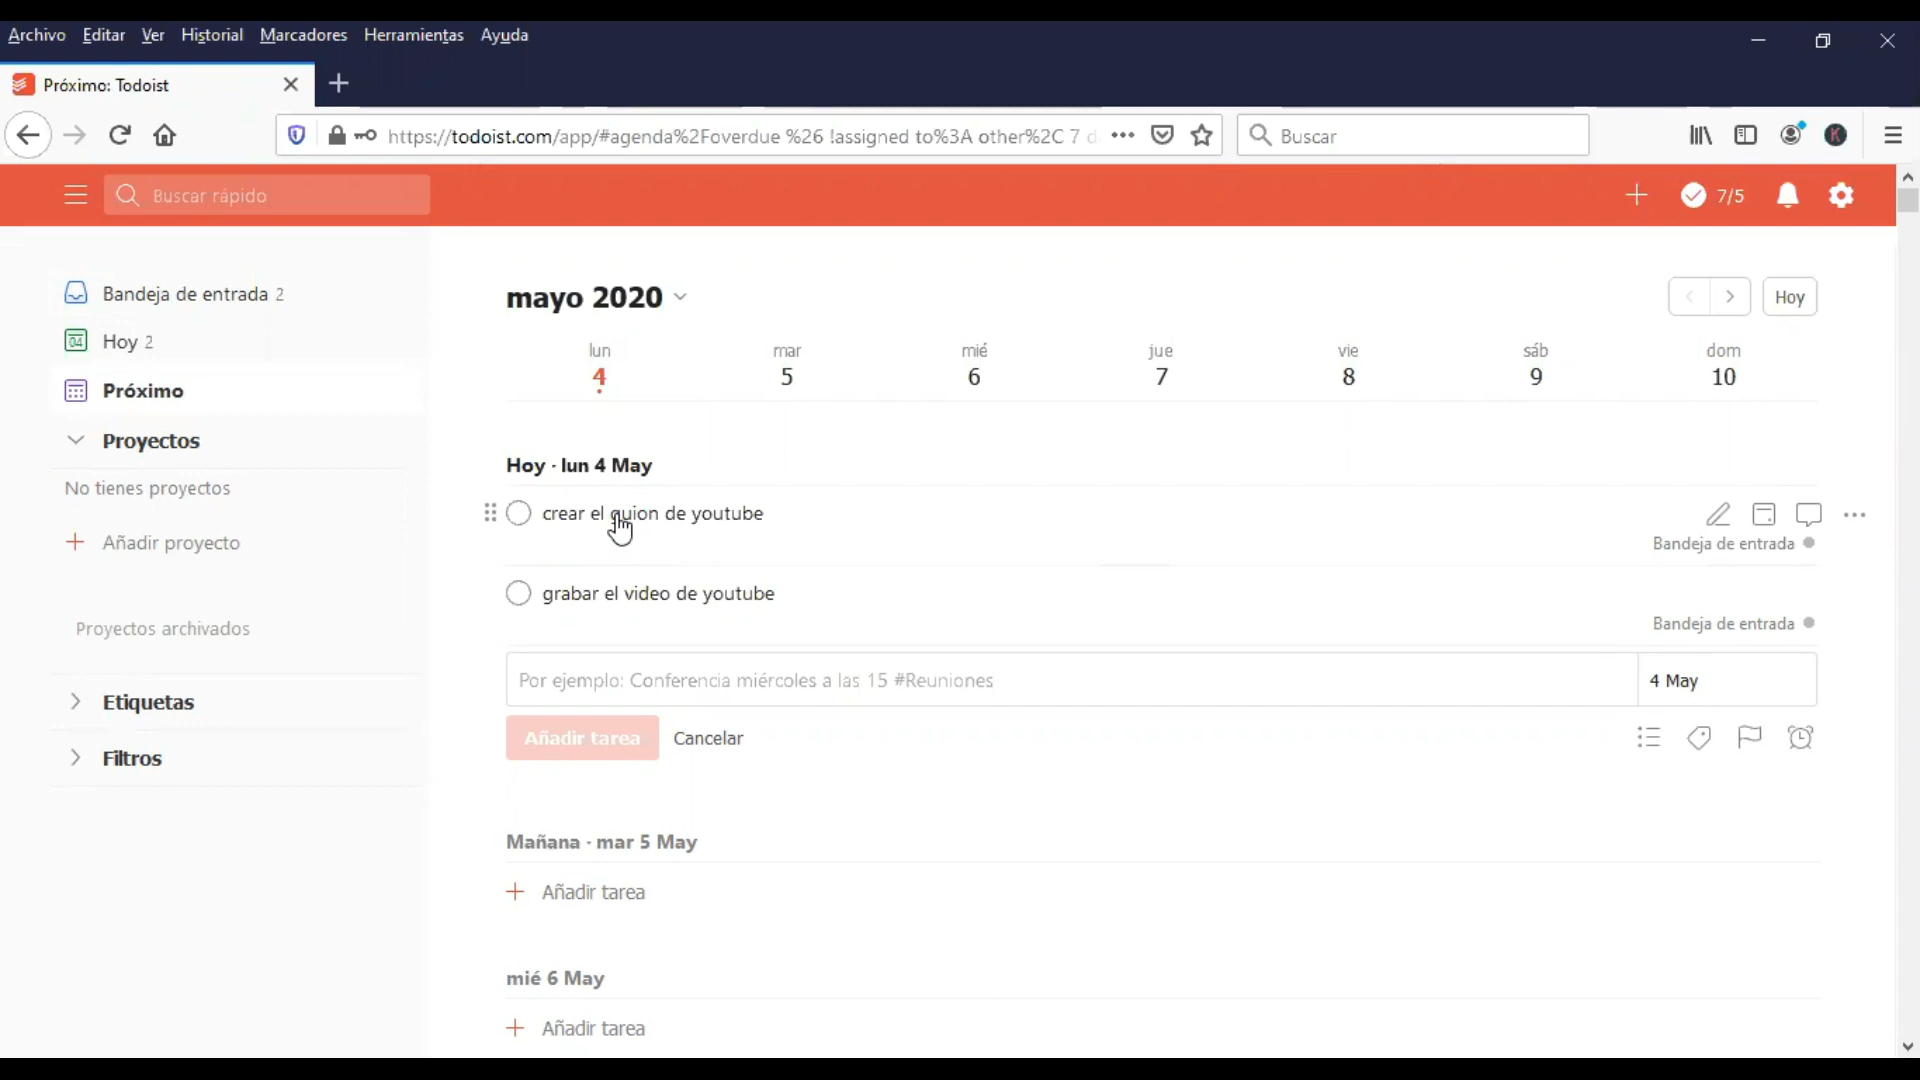 Archivo Editar Ver Historial Marcadores Herramientas Ayuda
Próximo: Todoist
https://todoist.com/app/#agenda%2Foverdue %26 !assigned to%3A other%2C 7 d
Buscar
K
Buscar rápido
7/5
Bandeja de entrada 2
04
Hoy 2
Próximo
Proyectos
No tienes proyectos
Añadir proyecto
Proyectos archivados
Etiquetas
Filtros
mayo 2020
Hoy
lun mar mié jue vie sáb dom
4 5 6 7 8 9 10
Hoy · lun 4 May
crear el guion de youtube
Bandeja de entrada
grabar el video de youtube
Bandeja de entrada
Por ejemplo: Conferencia miércoles a las 15 #Reuniones
4 May
Añadir tarea Cancelar
Mañana · mar 5 May
Añadir tarea
mié 6 May
Añadir tarea